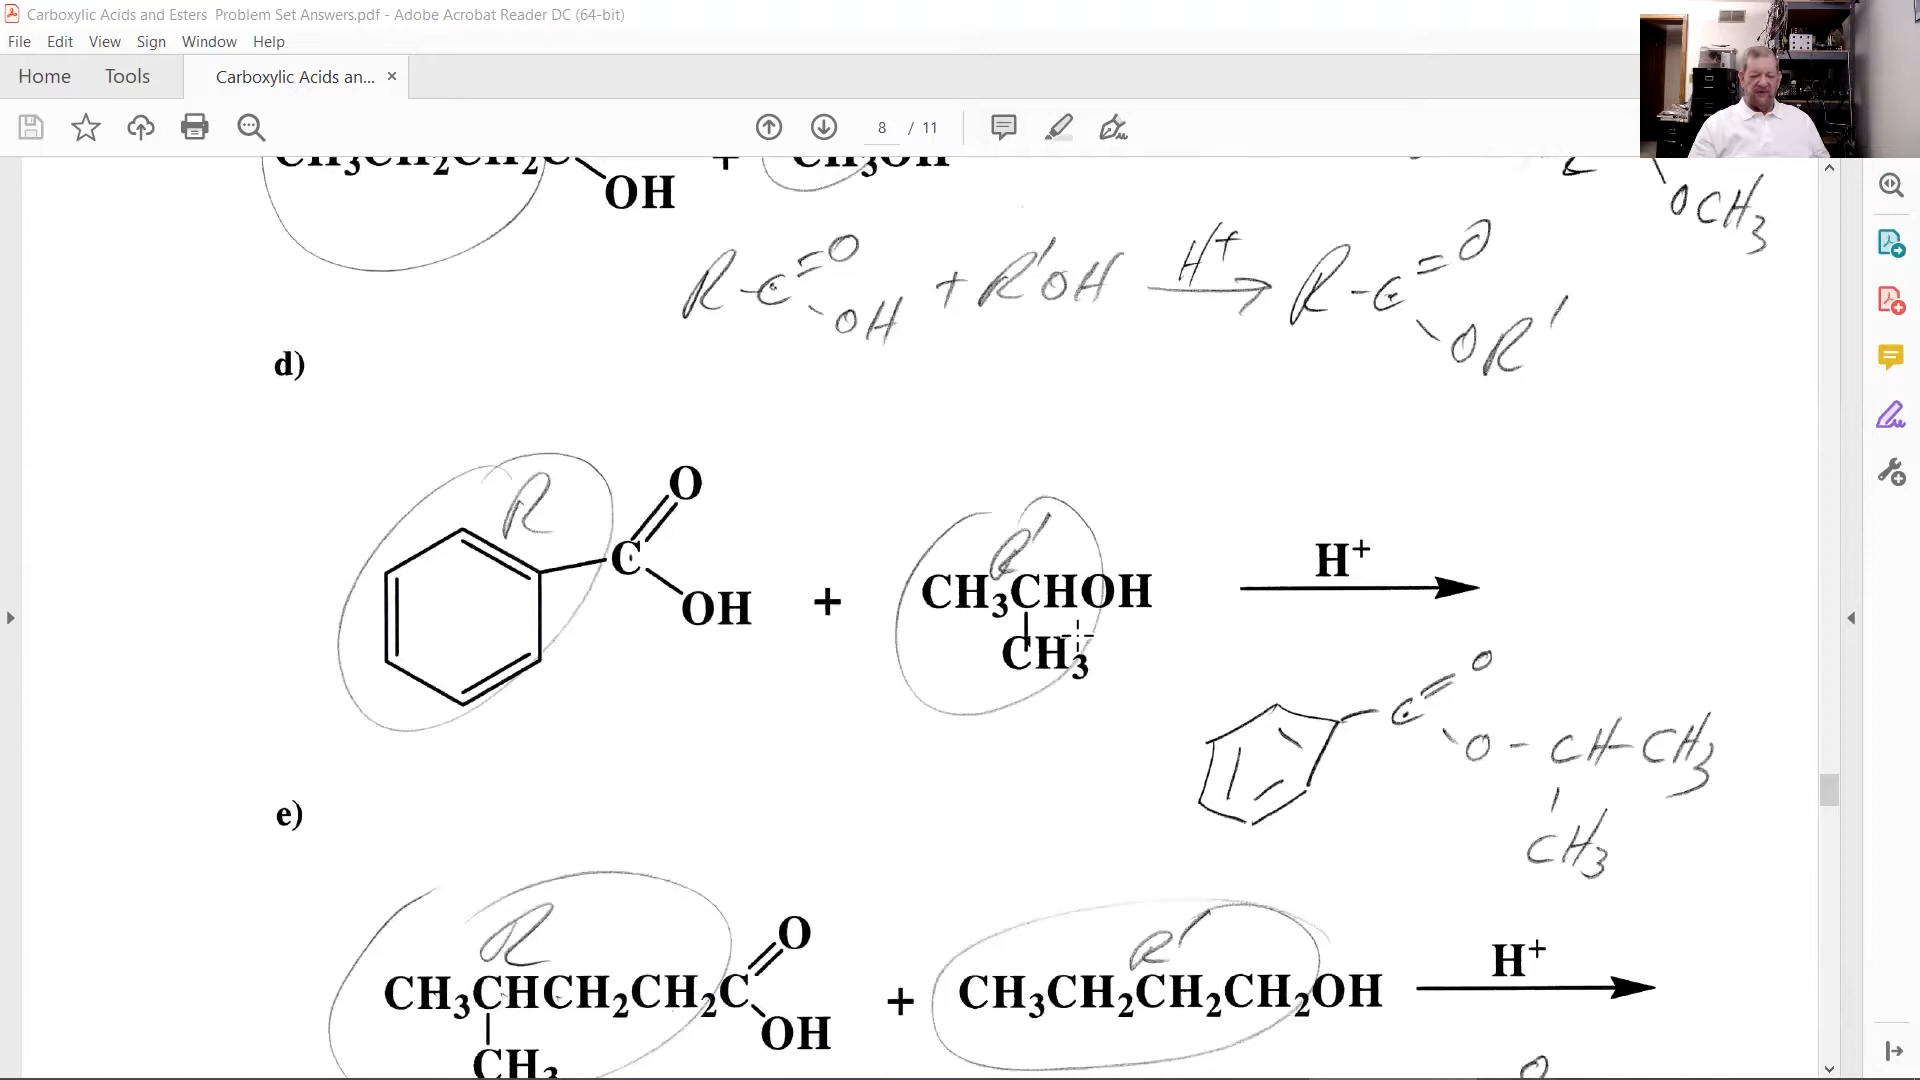 Carboxylic Acids and Esters Problem Set Answers.pdf - Adobe Acrobat Reader DC (64-bit)
File Edit View Sign Window Help
Home Tools Carboxylic Acids an... ×
8 / 11
CH₃CH₂CH₂C OH + CH₃OH
OCH₃
R-C=O OH + R'OH H⁺ → R-C=O OR'
d)
R C O OH + R' CH₃CHOH CH₃ H⁺
C=O O-CH-CH₃ CH₃
e)
R CH₃CHCH₂CH₂C O OH CH₃ + R' CH₃CH₂CH₂CH₂OH H⁺
O